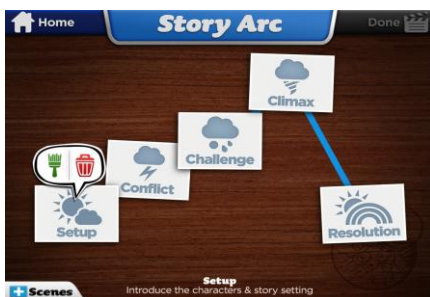 Home
Story Arc
Done
Climax
Challenge
Conflict
Setup
Resolution
Setup
Introduce the characters & story setting
Scenes